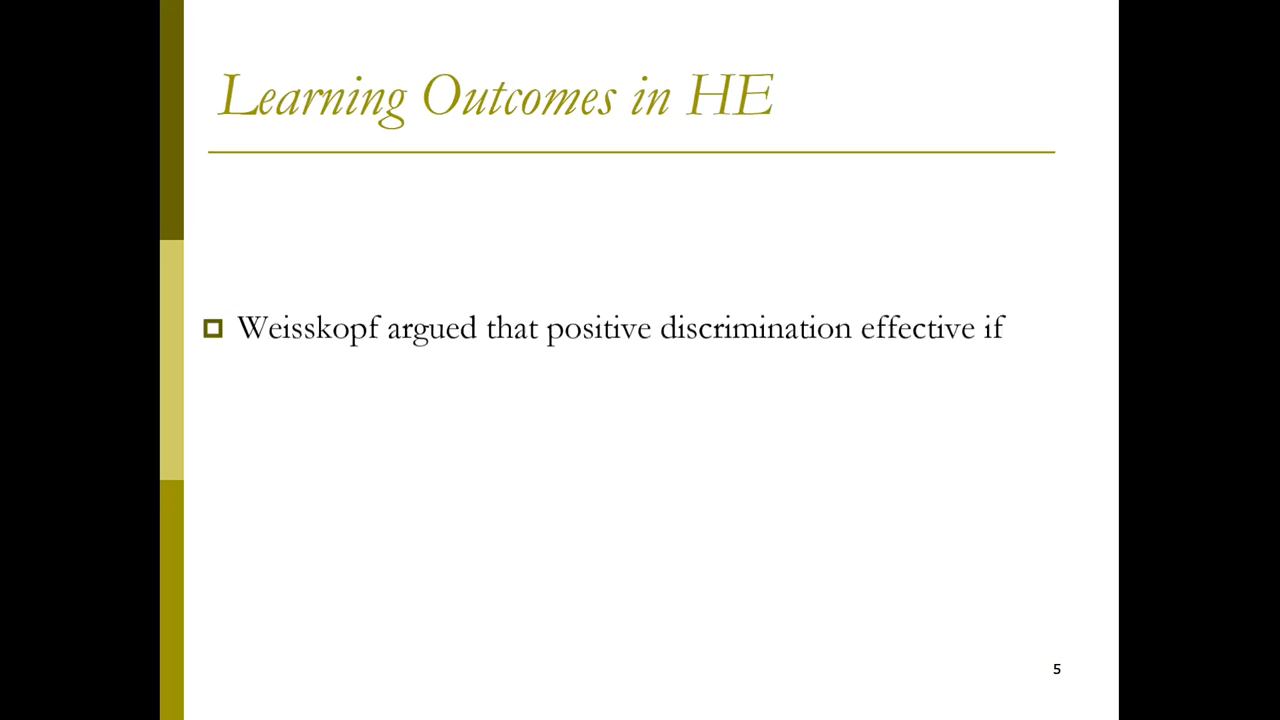 Learning Outcomes in HE
Weisskopf argued that positive discrimination effective if
5